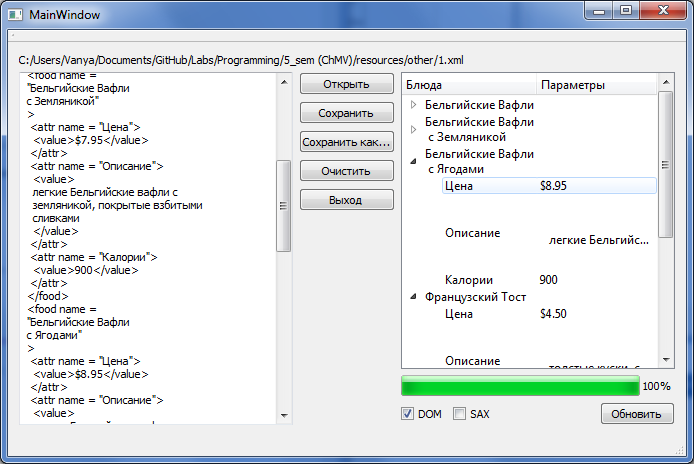 MainWindow
C:/Users/Vanya/Documents/GitHub/Labs/Programming/5_sem (ChMV)/resources/other/1.xml
<food name =
"Бельгийские Вафли
с Земляникой"
>
<attr name = "Цена">
<value>$7.95</value>
</attr>
<attr name = "Описание">
<value>
легкие Бельгийские вафли с
земляникой, покрытые взбитыми
сливками
</value>
</attr>
<attr name = "Калории">
<value>900</value>
</attr>
</food>
<food name =
"Бельгийские Вафли
с Ягодами"
>
<attr name = "Цена">
<value>$8.95</value>
</attr>
<attr name = "Описание">
<value>
Открыть
Сохранить
Сохранить как...
Очистить
Выход
Блюда Параметры
Бельгийские Вафли
Бельгийские Вафли
с Земляникой
Бельгийские Вафли
с Ягодами
Цена $8.95
Описание легкие Бельгийс...
Калории 900
Французский Тост
Цена $4.50
Описание толстые куски, с
100%
DOM SAX Обновить